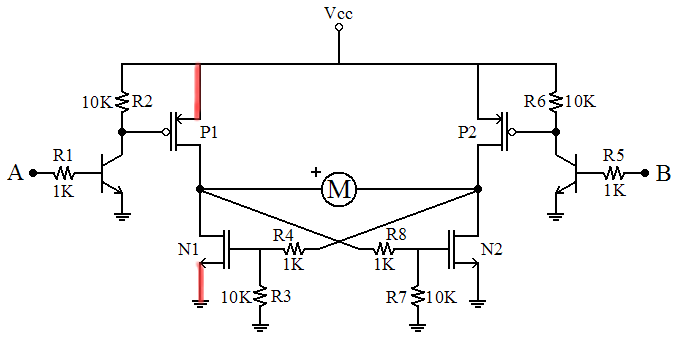 Vcc
10K R2
R6 10K
P1
P2
A
R1
1K
+
M
R5
B
1K
N1
R4
1K
R8
1K
N2
10K R3
R7 10K